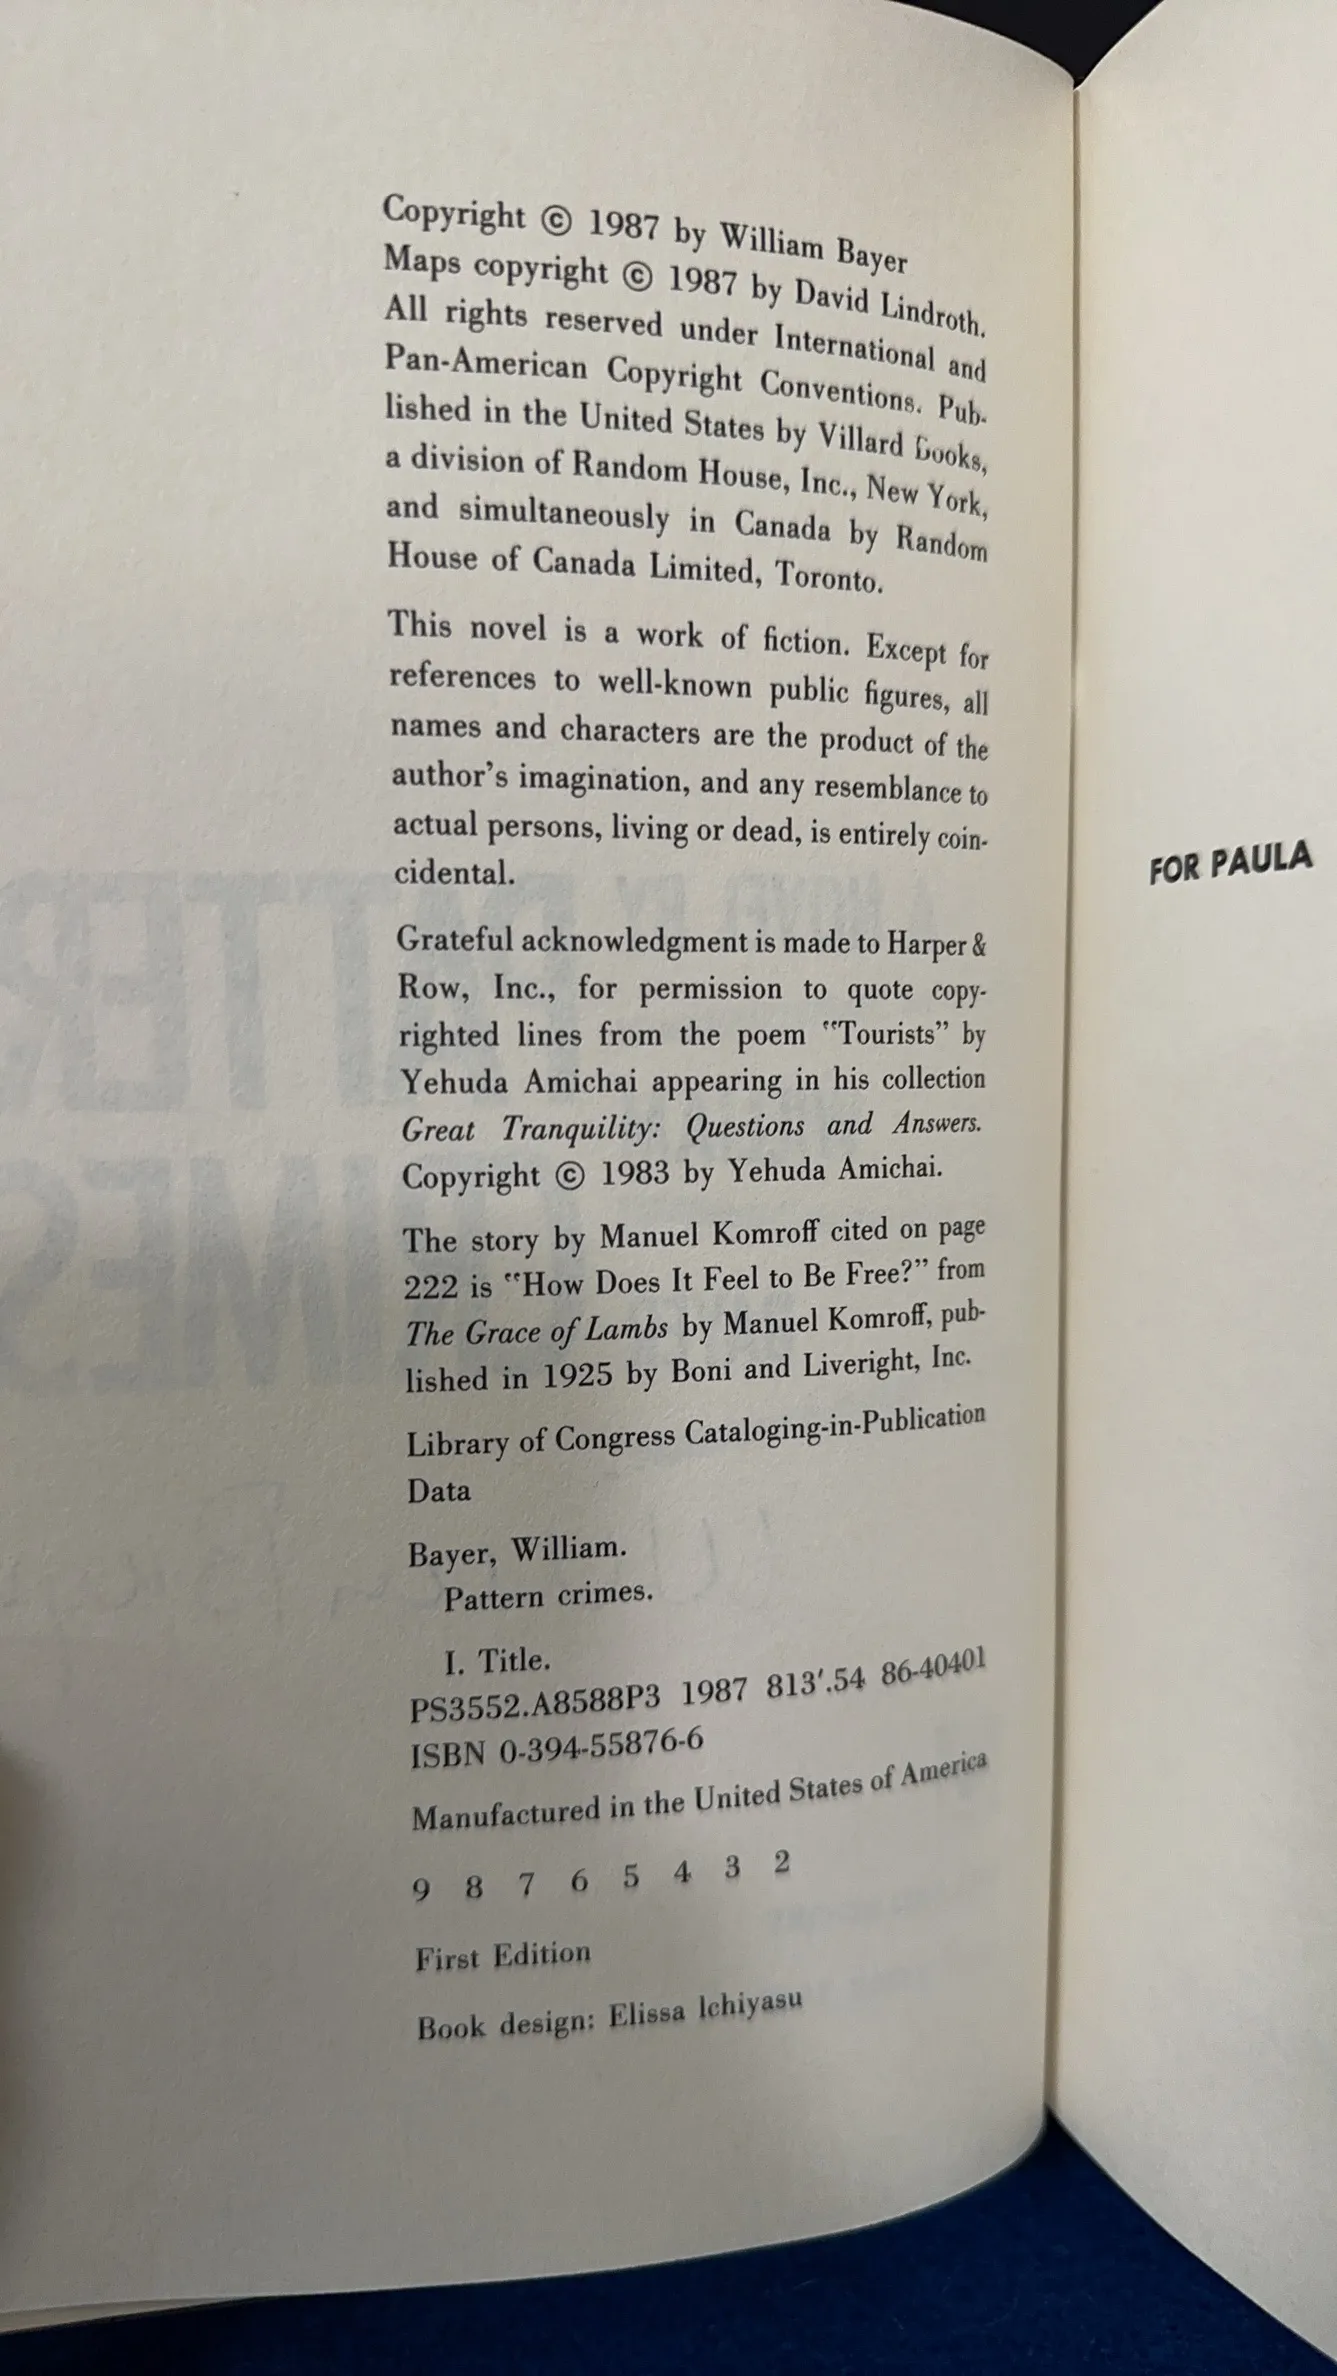 Copyright © 1987 by William Bayer
Maps copyright © 1987 by David Lindroth.
All rights reserved under International and
Pan-American Copyright Conventions. Pub-
lished in the United States by Villard Books,
a division of Random House, Inc., New York,
and simultaneously in Canada by Random
House of Canada Limited, Toronto.
This novel is a work of fiction. Except for
references to well-known public figures, all
names and characters are the product of the
author's imagination, and any resemblance to
actual persons, living or dead, is entirely coin-
cidental.
Grateful acknowledgment is made to Harper &
Row, Inc., for permission to quote copy-
righted lines from the poem "Tourists" by
Yehuda Amichai appearing in his collection
Great Tranquility: Questions and Answers.
Copyright © 1983 by Yehuda Amichai.
The story by Manuel Komroff cited on page
222 is "How Does It Feel to Be Free?" from
The Grace of Lambs by Manuel Komroff, pub-
lished in 1925 by Boni and Liveright, Inc.
Library of Congress Cataloging-in-Publication
Data
Bayer, William.
Pattern crimes.
I. Title.
PS3552.A8588P3 1987 813'.54 86-40401
ISBN 0-394-55876-6
Manufactured in the United States of America
9 8 7 6 5 4 3 2
First Edition
Book design: Elissa Ichiyasu
FOR PAULA